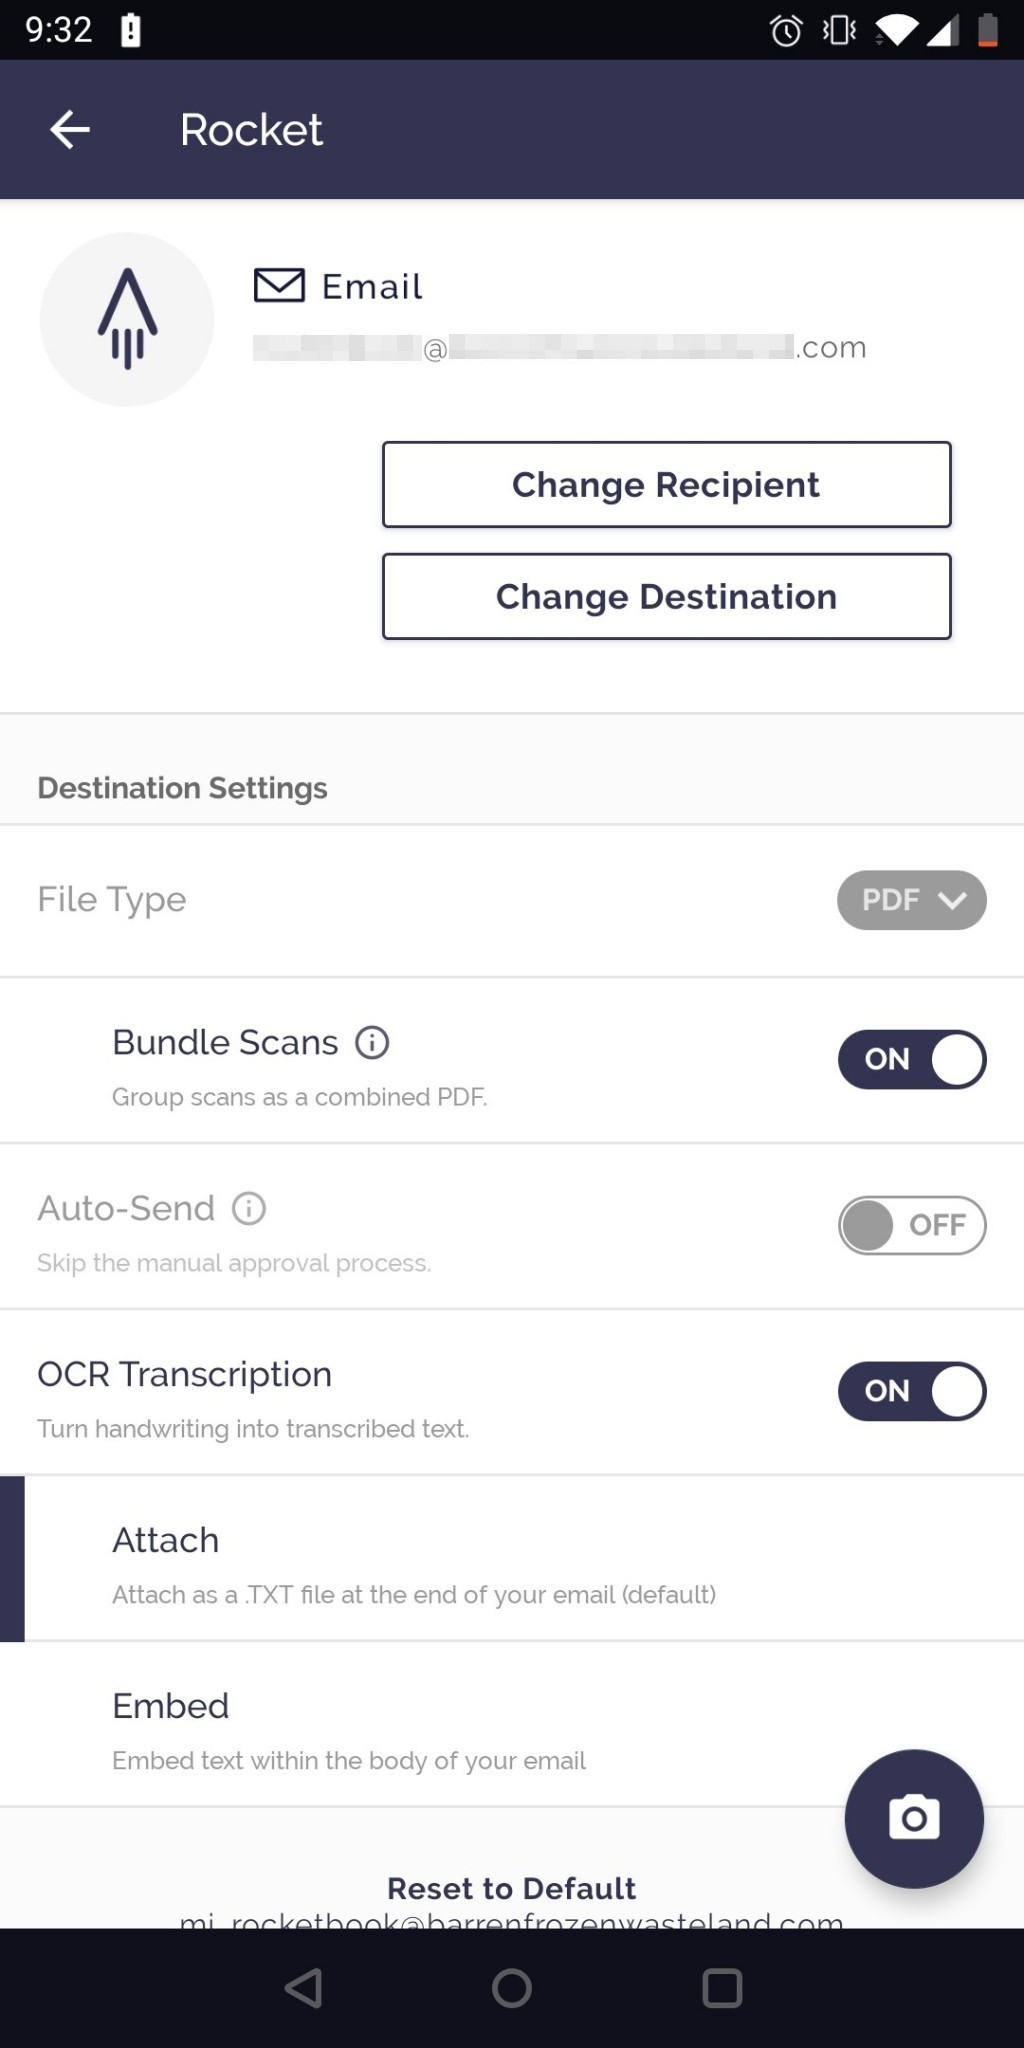 9:32
Rocket
Email
@ .com
Change Recipient
Change Destination
Destination Settings
File Type
PDF
Bundle Scans
ON
Group scans as a combined PDF.
Auto-Send
OFF
Skip the manual approval process.
OCR Transcription
ON
Turn handwriting into transcribed text.
Attach
Attach as a .TXT file at the end of your email (default)
Embed
Embed text within the body of your email
Reset to Default
mj_rocketbook@barrenfrozenwasteland.com